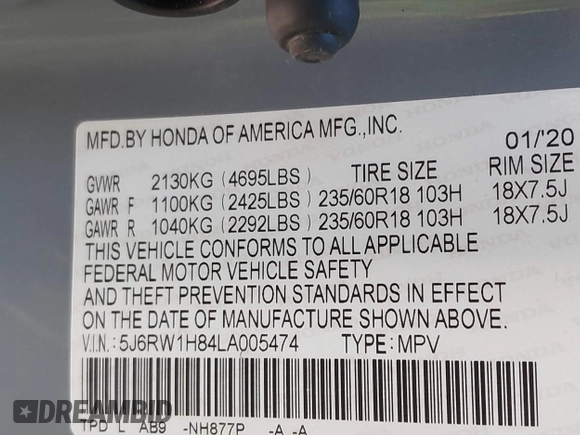 MFD.BY HONDA OF AMERICA MFG.,INC. 01/'20
GVWR 2130KG (4695LBS) TIRE SIZE RIM SIZE
GAWR F 1100KG (2425LBS) 235/60R18 103H 18X7.5J
GAWR R 1040KG (2292LBS) 235/60R18 103H 18X7.5J
THIS VEHICLE CONFORMS TO ALL APPLICABLE
FEDERAL MOTOR VEHICLE SAFETY
AND THEFT PREVENTION STANDARDS IN EFFECT
ON THE DATE OF MANUFACTURE SHOWN ABOVE.
V.I.N.: 5J6RW1H84LA005474 TYPE: MPV
TPD L AB9 -NH877P -A -A
DREAMBID